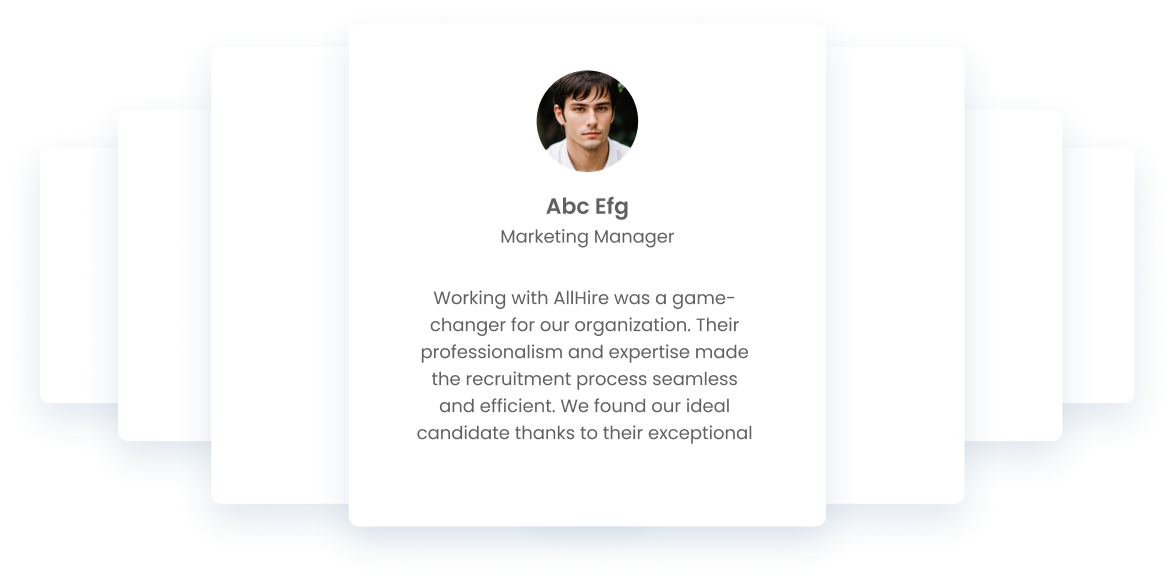 Abc Efg
Marketing Manager
Working with AllHire was a game-
changer for our organization. Their
professionalism and expertise made
the recruitment process seamless
and efficient. We found our ideal
candidate thanks to their exceptional